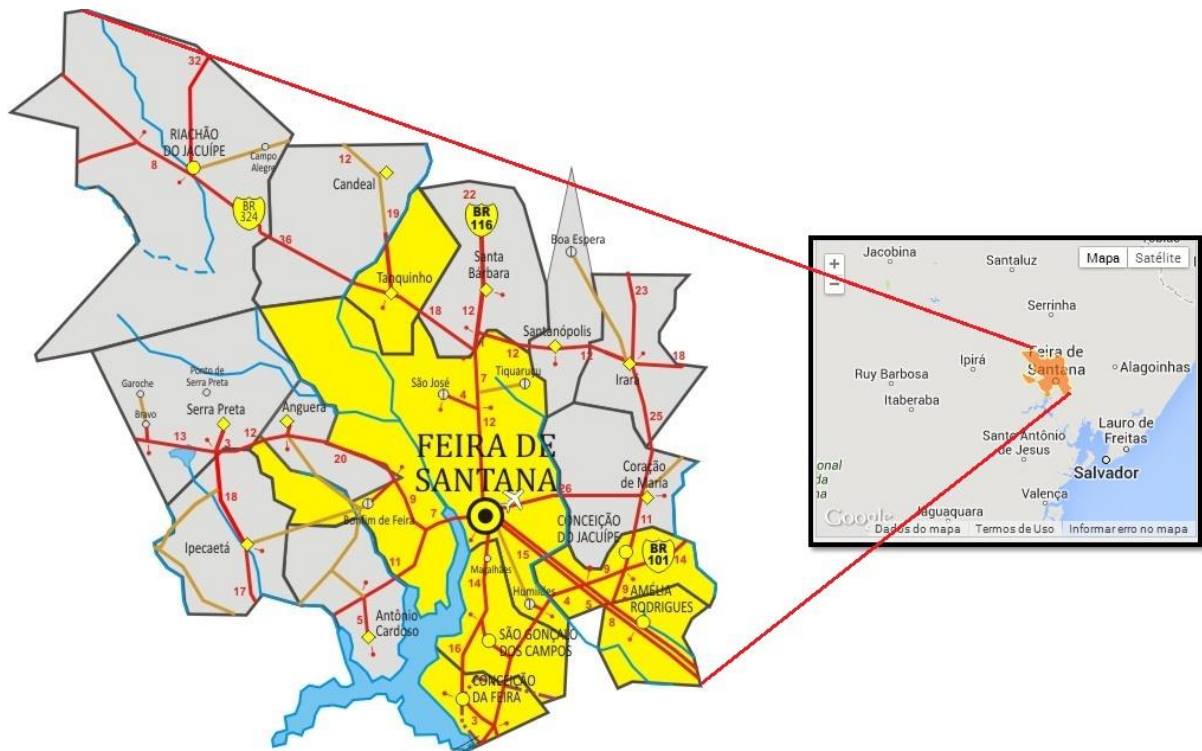 32
RIACHÃO
DO JACUÍPE
Campo
Alegre
8
BR
324
12
Candeal
19
36
22
BR
116
Boa Espera
Santa
Bárbara
Tanquinho
18
12
23
Santanópolis
12
12
18
Irará
Tiquaruçu
São José
7
4
12
25
Garoche
Ponto de
Serra Preta
Bravo
Serra Preta
Anguera
13
3
12
20
18
FEIRA DE
SANTANA
Coração
de Maria
26
9
7
Bonfim de Feira
CONCEIÇÃO
DO JACUÍPE
11
Ipecaetá
17
11
BR
101
15
14
Magalhães
14
7
9
9
Humildes
4
5
AMÉLIA
RODRIGUES
8
Antônio
Cardoso
5
SÃO GONÇALO
DOS CAMPOS
16
CONCEIÇÃO
DA FEIRA
3
Jacobina
Santaluz
Mapa
Satélite
+
−
Serrinha
Feira de
Santana
Ipirá
Alagoinhas
Ruy Barbosa
Itaberaba
Santo Antônio
de Jesus
Lauro de
Freitas
Salvador
Valença
Google
Dados do mapa
Termos de Uso
Informar erro no mapa